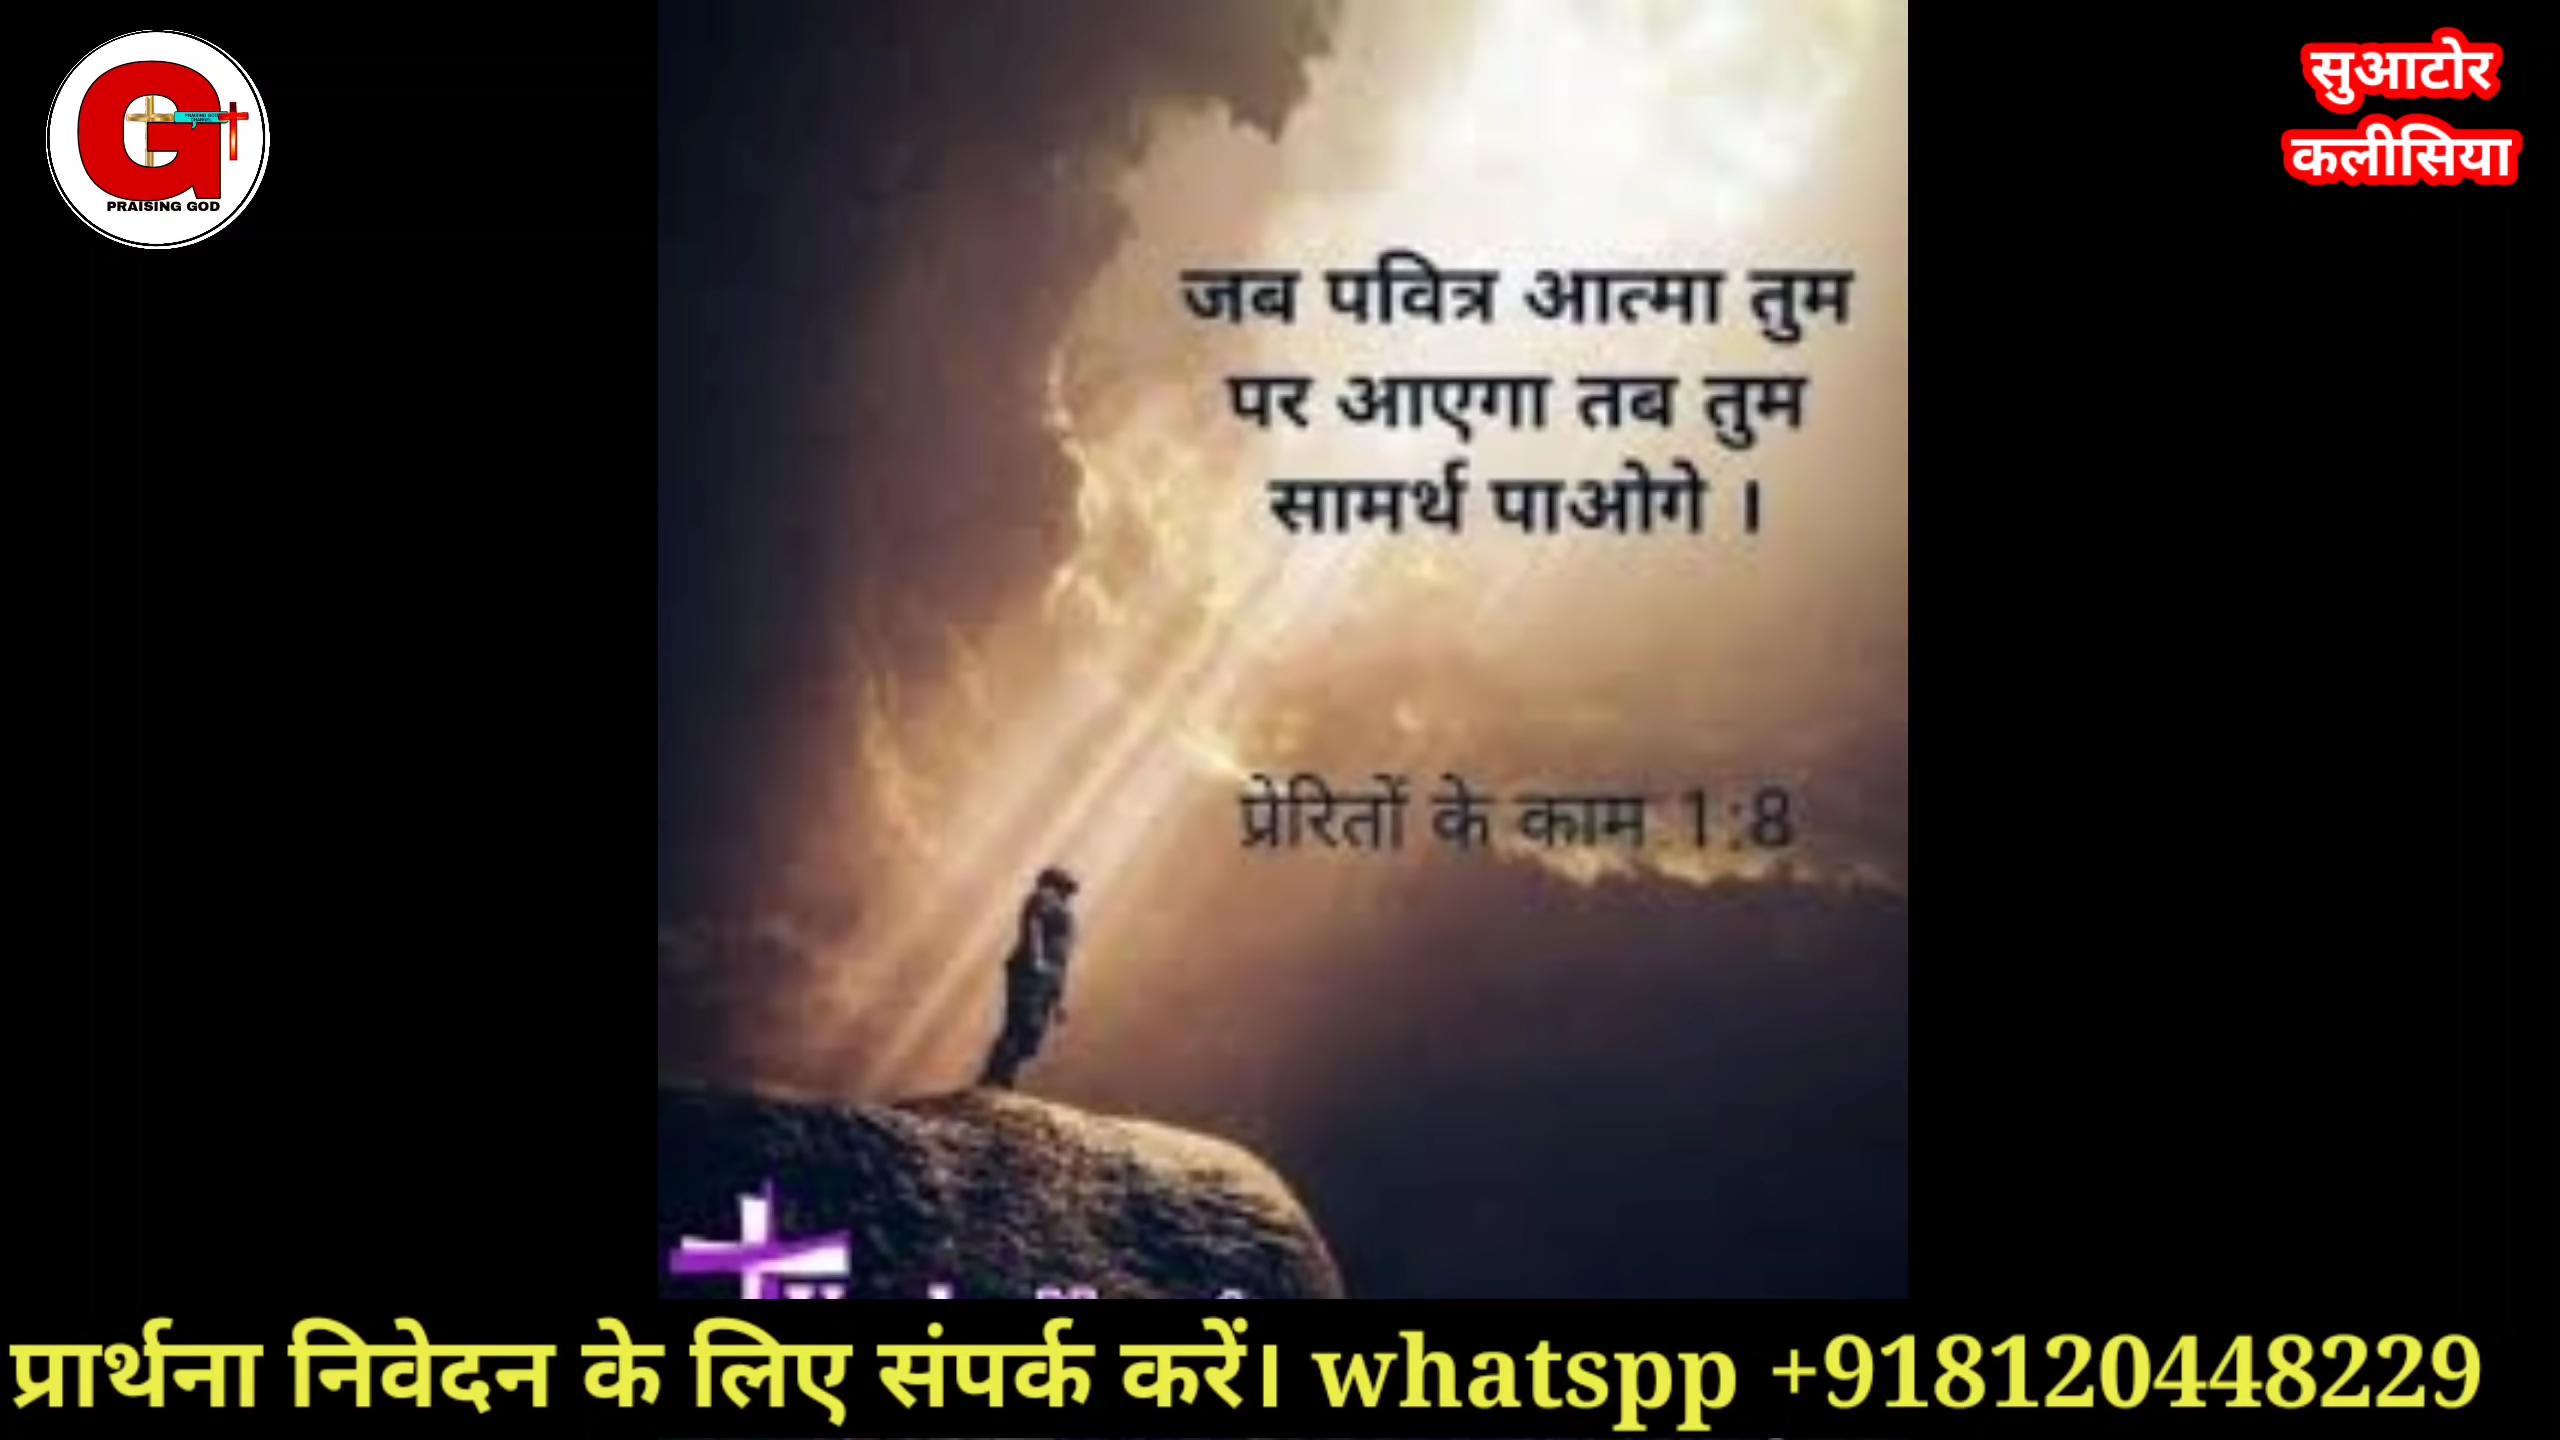 PRAISING GOD
सुआटोर
कलीसिया
जब पवित्र आत्मा तुम
पर आएगा तब तुम
सामर्थ पाओगे ।
प्रेरितों के काम 1:8
प्रार्थना निवेदन के लिए संपर्क करें। whatspp +918120448229